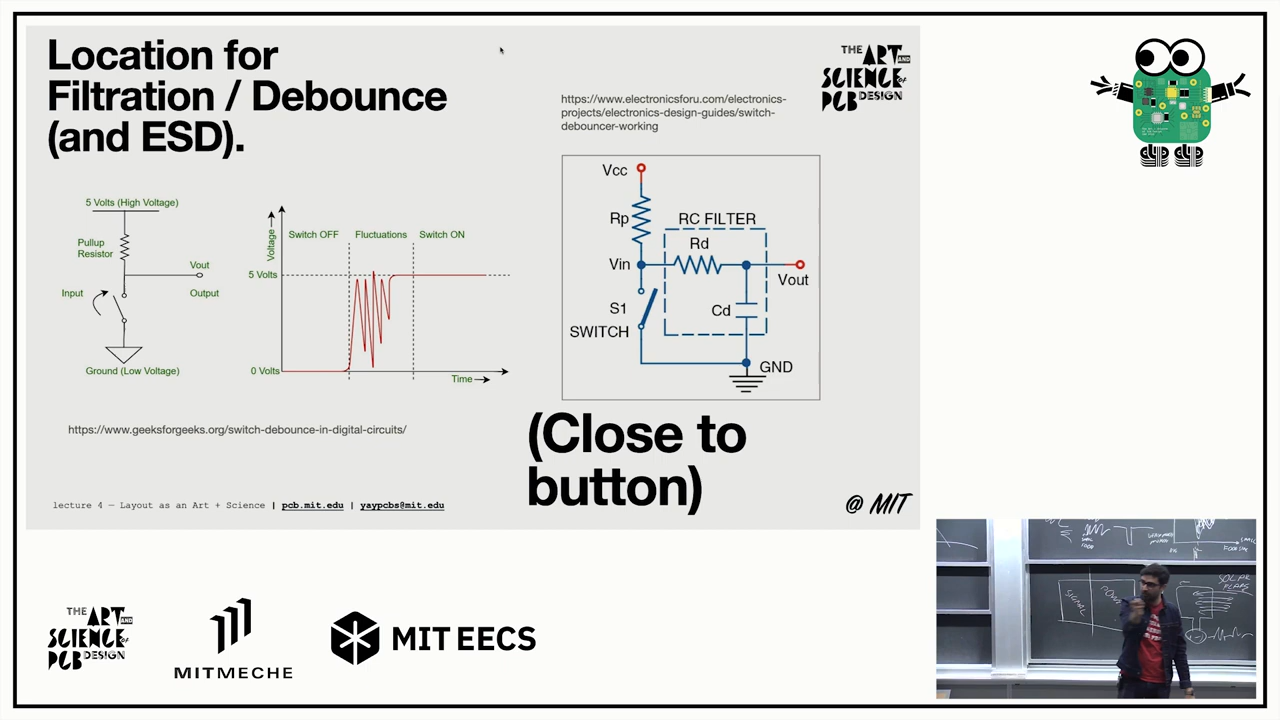 Location for
Filtration / Debounce
(and ESD).
THE ART AND
SCIENCE of
PCB DESIGN
https://www.electronicsforu.com/electronics-
projects/electronics-design-guides/switch-
debouncer-working
5 Volts (High Voltage)
Pullup
Resistor
Vout
Input
Output
Ground (Low Voltage)
Voltage
Switch OFF
Fluctuations
Switch ON
5 Volts
0 Volts
Time
https://www.geeksforgeeks.org/switch-debounce-in-digital-circuits/
Vcc
Rp
RC FILTER
Rd
Vin
Vout
S1
Cd
SWITCH
GND
(Close to
button)
lecture 4 — Layout as an Art + Science | pcb.mit.edu | yaypcbs@mit.edu
@ MIT
THE ART AND
SCIENCE of
PCB DESIGN
MITMECHE
MIT EECS
SIGNAL
SOLAR
FLAPS